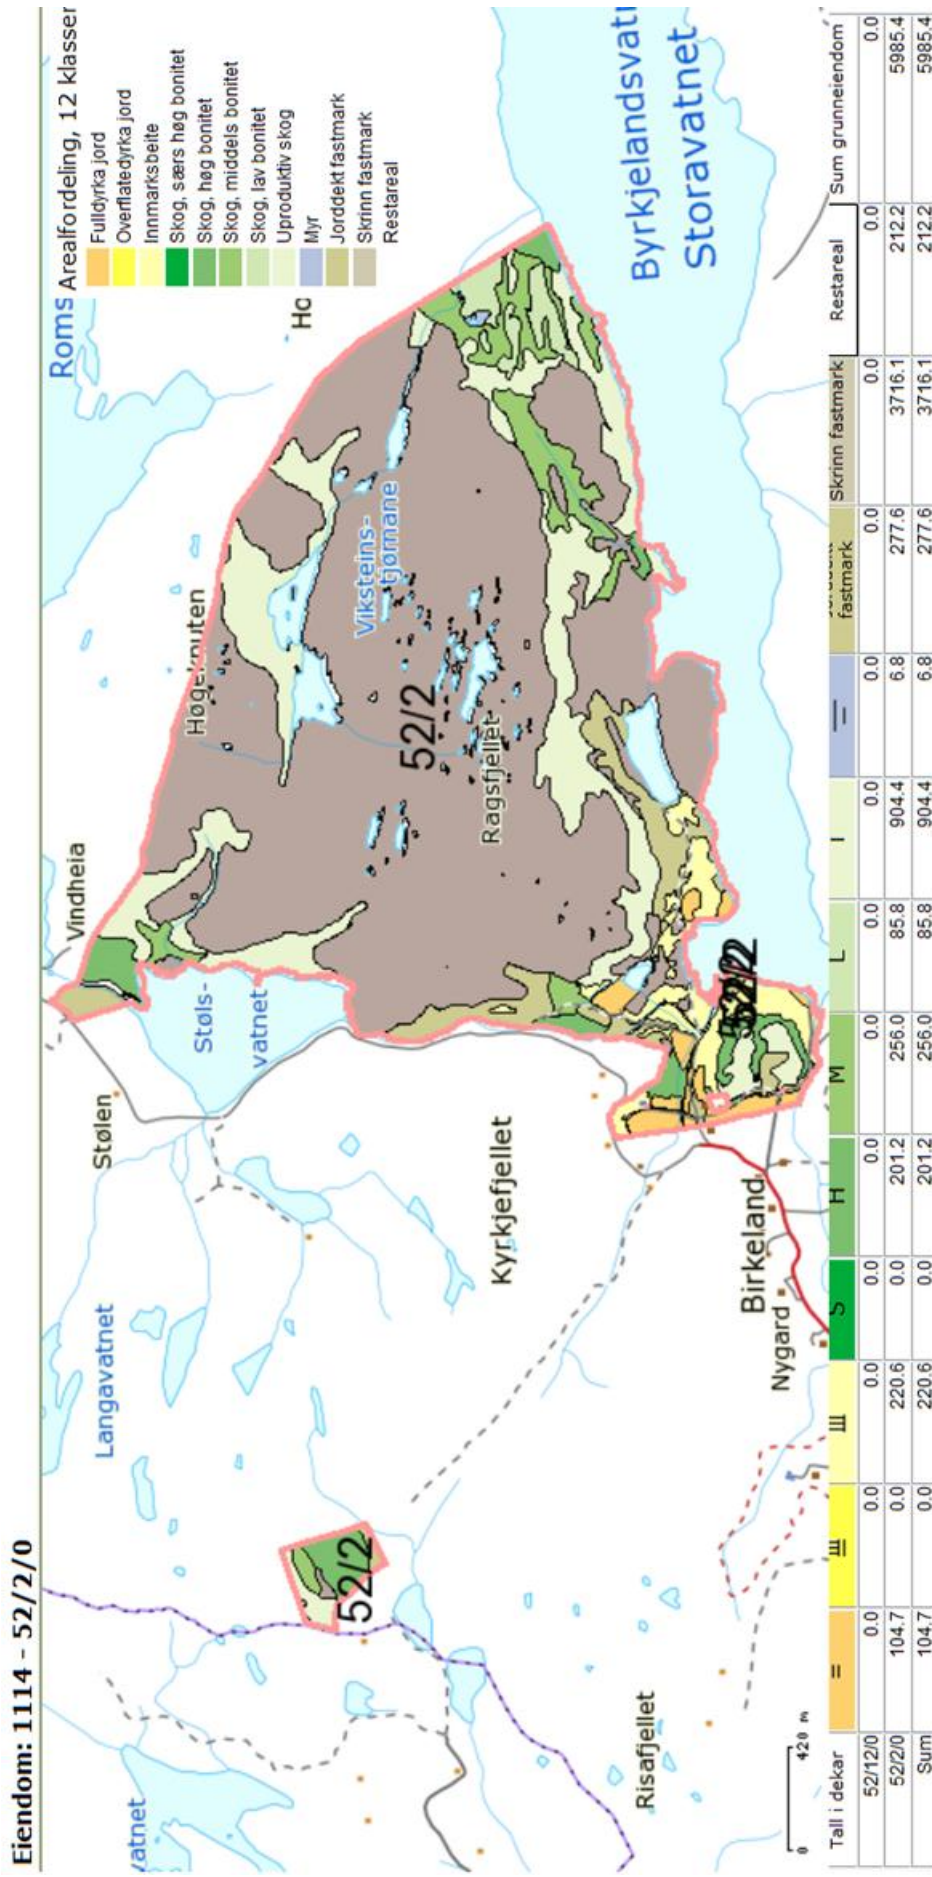 Eiendom: 1114 - 52/2/0
Arealfordeling, 12 klasser
Fulldyrka jord
Overflatedyrka jord
Innmarksbeite
Skog, særs høg bonitet
Skog, høg bonitet
Skog, middels bonitet
Skog, lav bonitet
Uproduktiv skog
Myr
Jorddekt fastmark
Skrinn fastmark
Restareal
Roms
Ho
vatnet
Langavatnet
Stølen
Vindheia
Støls-
vatnet
Høgeknuten
Viksteins-
tjørnane
52/2
Ragsfjellet
52/2
Kyrkjefjellet
Risafjellet
Byrkjelandsvatr
Storavatnet
52/2
Birkeland
Nygard
0 420 m
Tall i dekar S H M L I fastmark Skrinn fastmark Restareal Sum grunneiendom
52/12/0 0.0 0.0 0.0 0.0 0.0 0.0 0.0 0.0 0.0 0.0 0.0 0.0 0.0
52/2/0 104.7 0.0 220.6 0.0 201.2 256.0 85.8 904.4 6.8 277.6 3716.1 212.2 5985.4
Sum 104.7 0.0 220.6 0.0 201.2 256.0 85.8 904.4 6.8 277.6 3716.1 212.2 5985.4